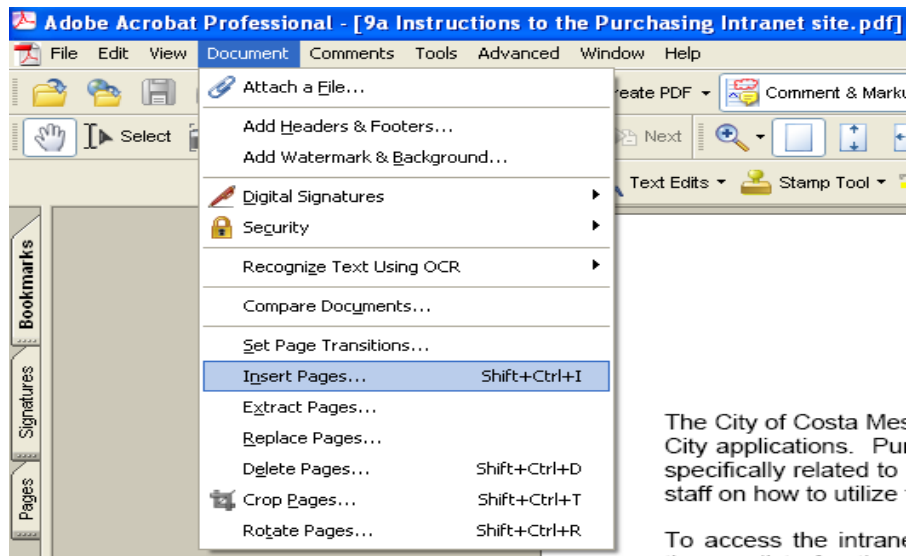 Adobe Acrobat Professional - [9a Instructions to the Purchasing Intranet site.pdf]
File Edit View Document Comments Tools Advanced Window Help
Attach a File...
Add Headers & Footers...
Add Watermark & Background...
Digital Signatures
Security
Recognize Text Using OCR
Compare Documents...
Set Page Transitions...
Insert Pages... Shift+Ctrl+I
Extract Pages...
Replace Pages...
Delete Pages... Shift+Ctrl+D
Crop Pages... Shift+Ctrl+T
Rotate Pages... Shift+Ctrl+R
reate PDF Comment & Marku
Select
Next
Text Edits Stamp Tool
Bookmarks
Signatures
Pages
The City of Costa Mes
City applications. Pur
specifically related to
staff on how to utilize
To access the intrane